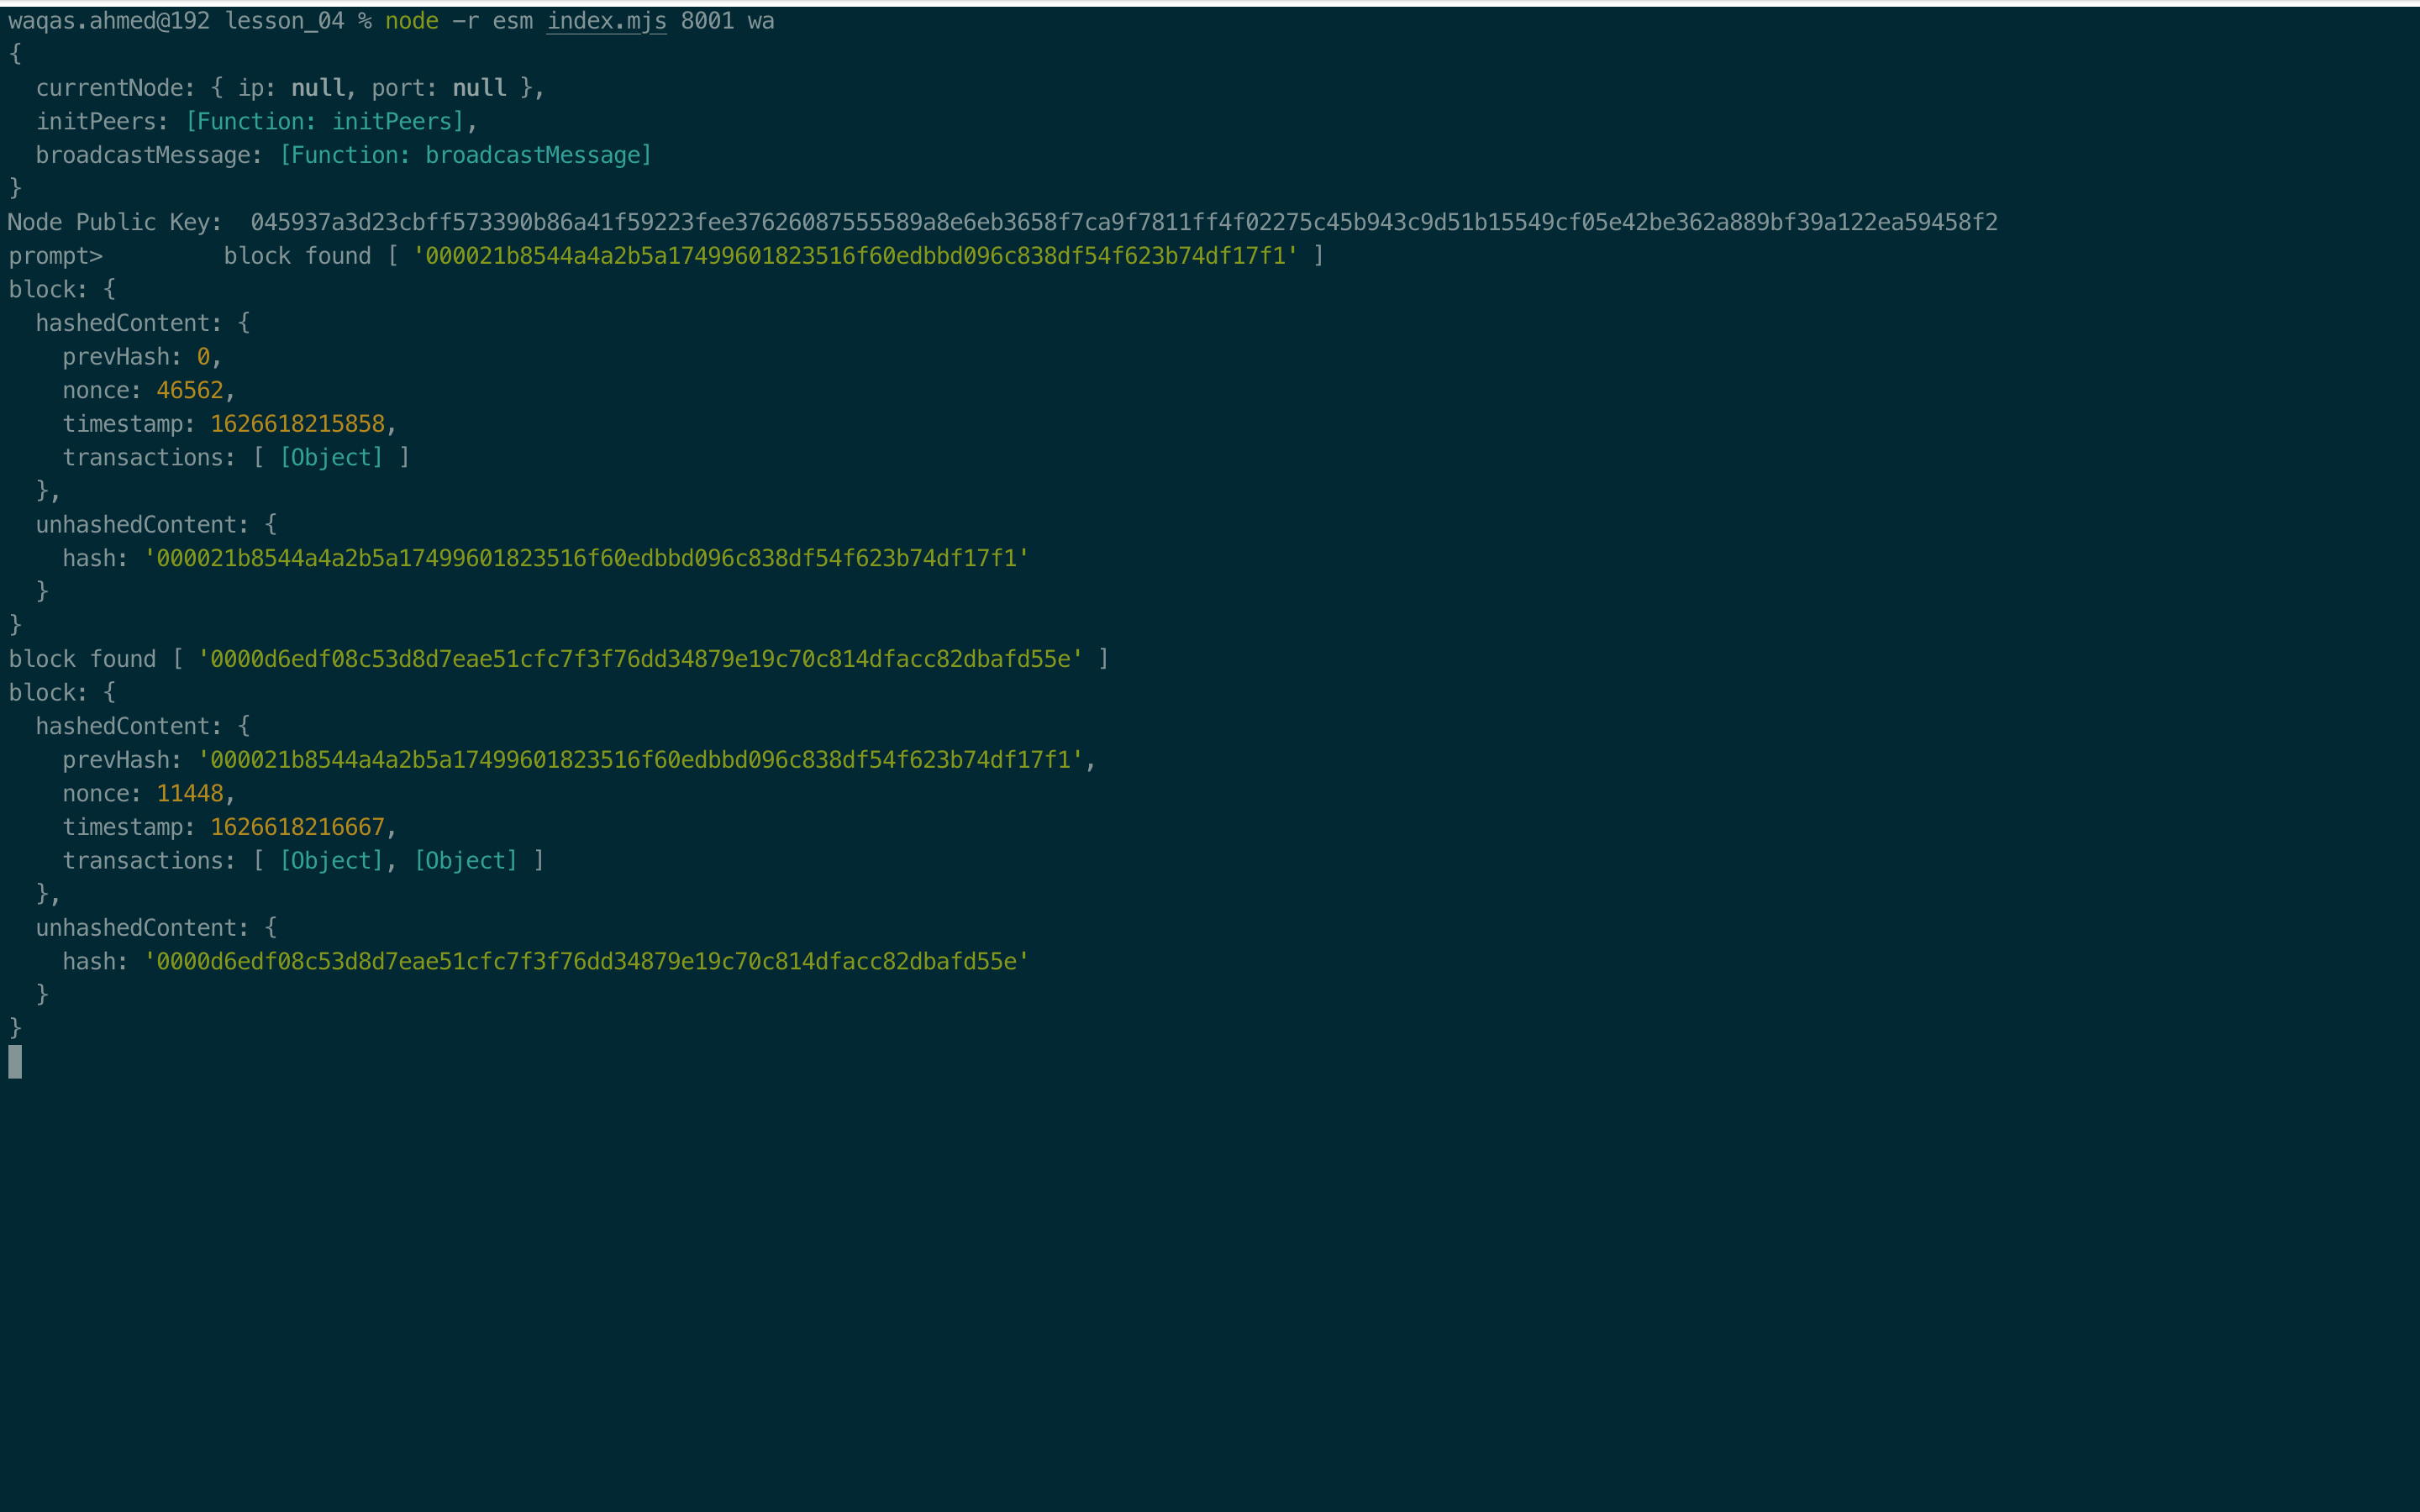 waqas.ahmed@192 lesson_04 % node -r esm index.mjs 8001 wa
{
  currentNode: { ip: null, port: null },
  initPeers: [Function: initPeers],
  broadcastMessage: [Function: broadcastMessage]
}
Node Public Key:  045937a3d23cbff573390b86a41f59223fee37626087555589a8e6eb3658f7ca9f7811ff4f02275c45b943c9d51b15549cf05e42be362a889bf39a122ea59458f2
prompt>         block found [ '000021b8544a4a2b5a17499601823516f60edbbd096c838df54f623b74df17f1' ]
block: {
  hashedContent: {
    prevHash: 0,
    nonce: 46562,
    timestamp: 1626618215858,
    transactions: [ [Object] ]
  },
  unhashedContent: {
    hash: '000021b8544a4a2b5a17499601823516f60edbbd096c838df54f623b74df17f1'
  }
}
block found [ '0000d6edf08c53d8d7eae51cfc7f3f76dd34879e19c70c814dfacc82dbafd55e' ]
block: {
  hashedContent: {
    prevHash: '000021b8544a4a2b5a17499601823516f60edbbd096c838df54f623b74df17f1',
    nonce: 11448,
    timestamp: 1626618216667,
    transactions: [ [Object], [Object] ]
  },
  unhashedContent: {
    hash: '0000d6edf08c53d8d7eae51cfc7f3f76dd34879e19c70c814dfacc82dbafd55e'
  }
}